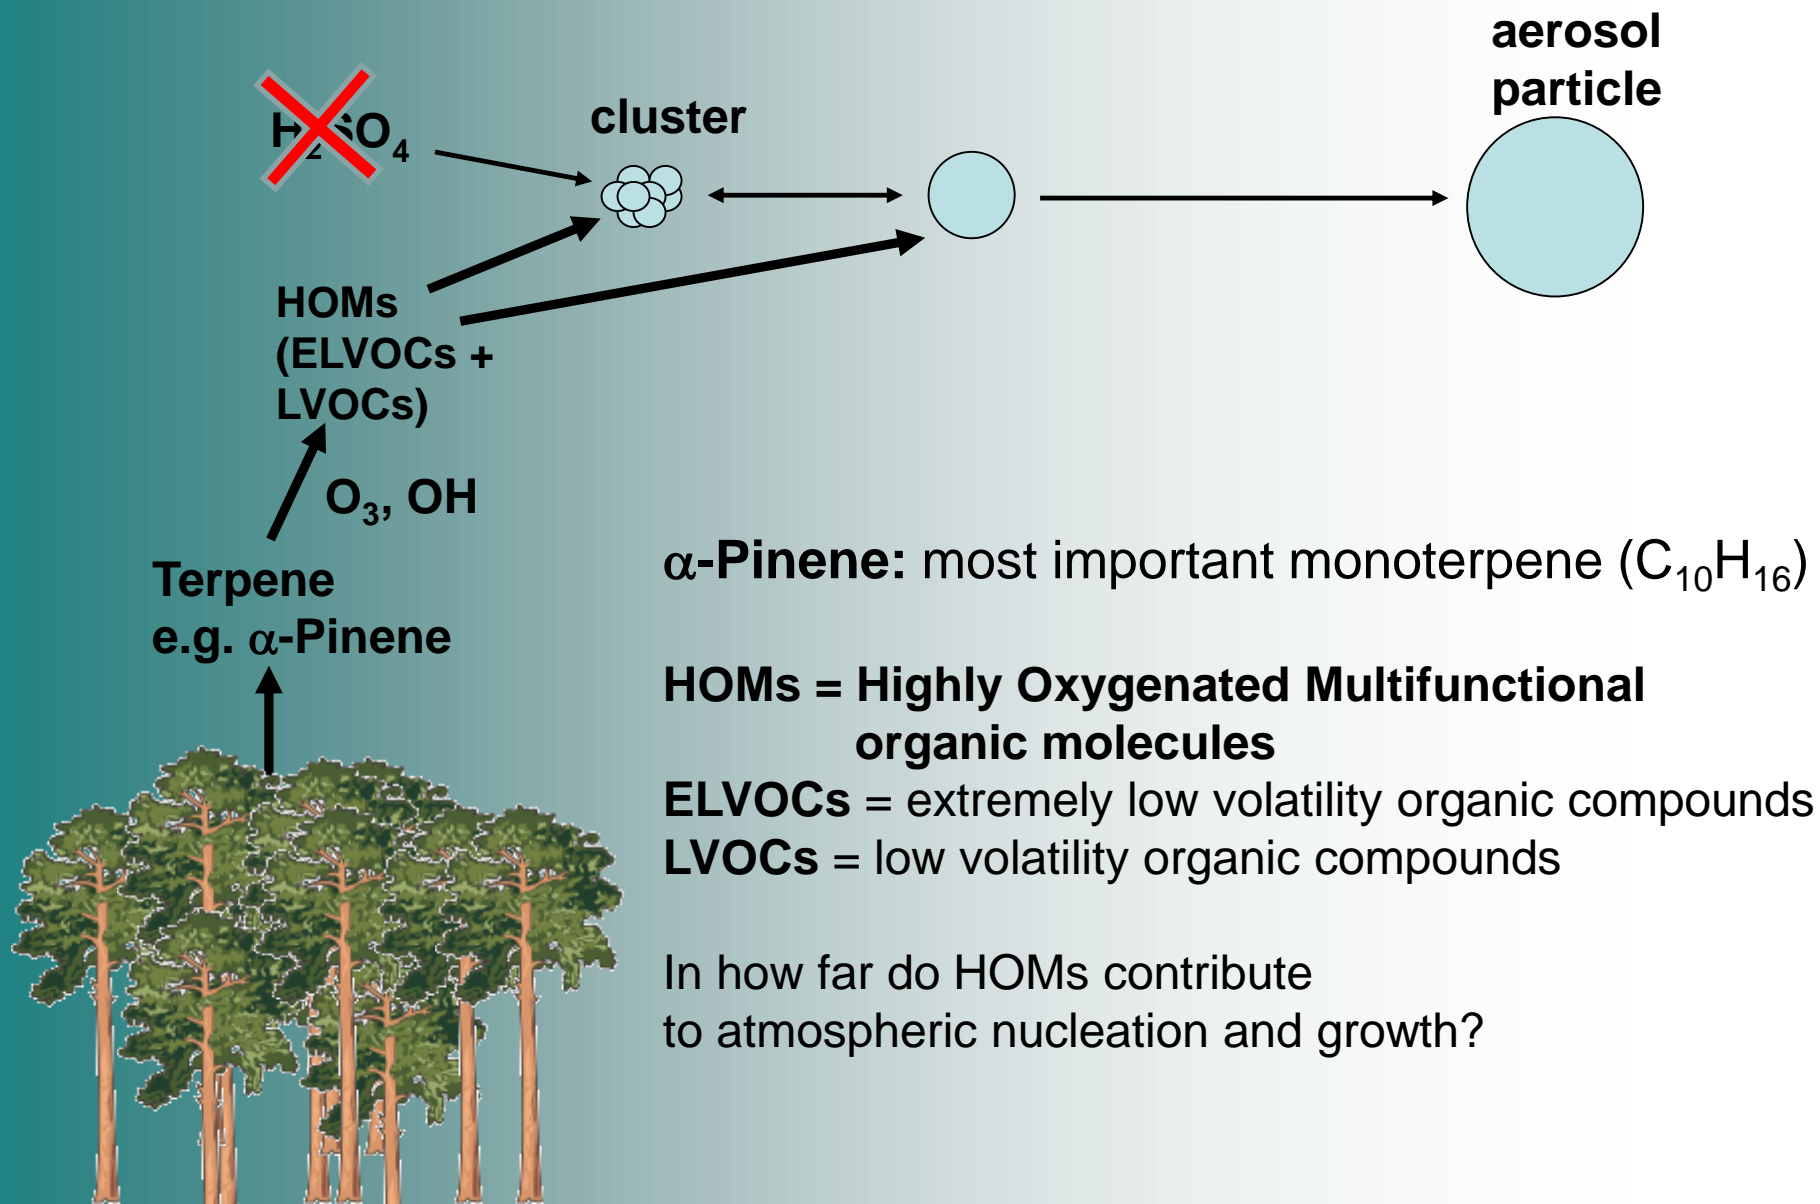 aerosol
particle
H₂SO₄
cluster
HOMs
(ELVOCs +
LVOCs)
O₃, OH
Terpene
e.g. α-Pinene
α-Pinene: most important monoterpene (C₁₀H₁₆)
HOMs = Highly Oxygenated Multifunctional
organic molecules
ELVOCs = extremely low volatility organic compounds
LVOCs = low volatility organic compounds
In how far do HOMs contribute
to atmospheric nucleation and growth?